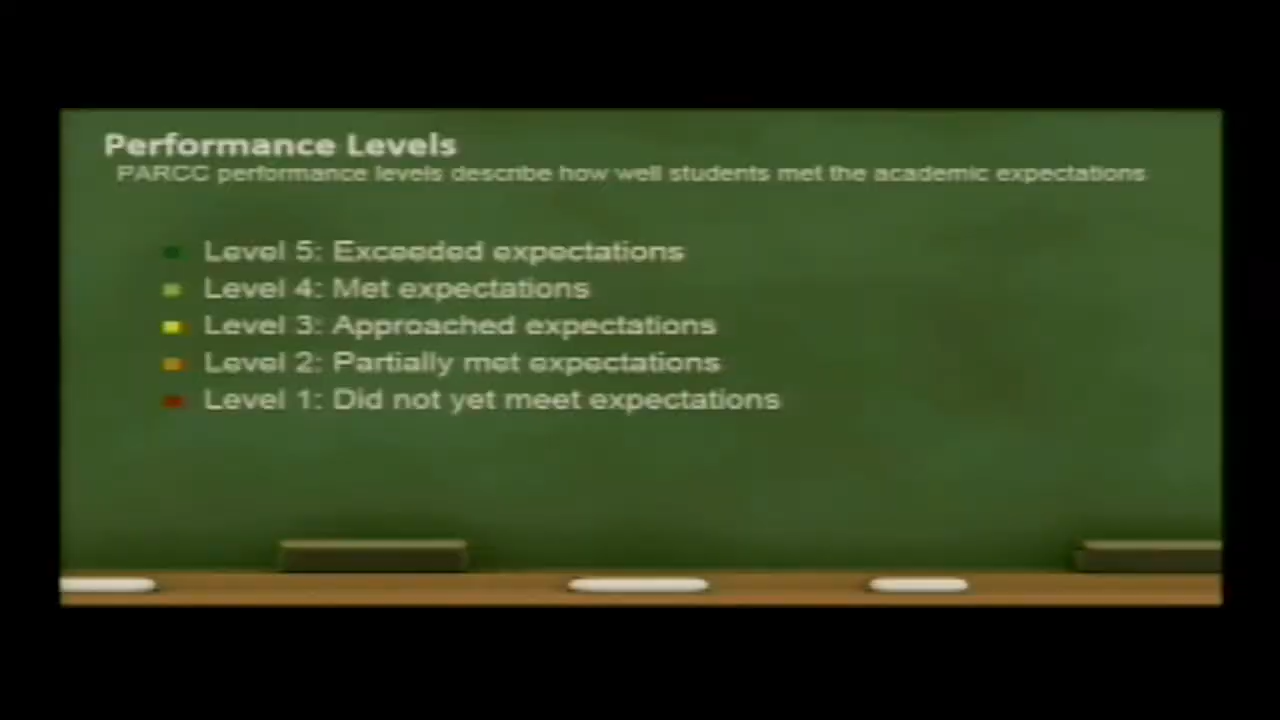 Performance Levels
PARCC performance levels describe how well students met the academic expectations
Level 5: Exceeded expectations
Level 4: Met expectations
Level 3: Approached expectations
Level 2: Partially met expectations
Level 1: Did not yet meet expectations